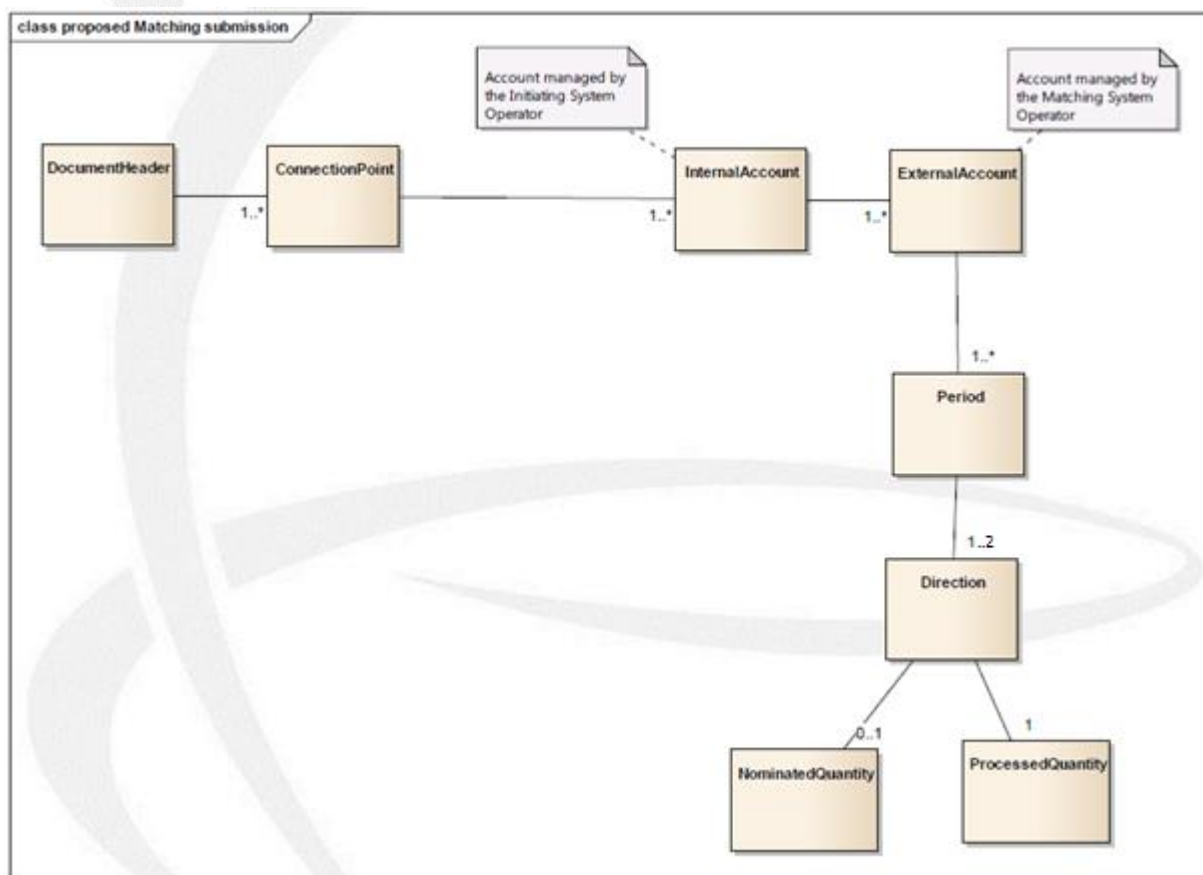 class proposed Matching submission
Account managed by
the Initiating System
Operator
Account managed by
the Matching System
Operator
DocumentHeader
ConnectionPoint
InternalAccount
ExternalAccount
1..*
1..*
1..*
1..*
Period
1..2
Direction
0..1
1
NominatedQuantity
ProcessedQuantity